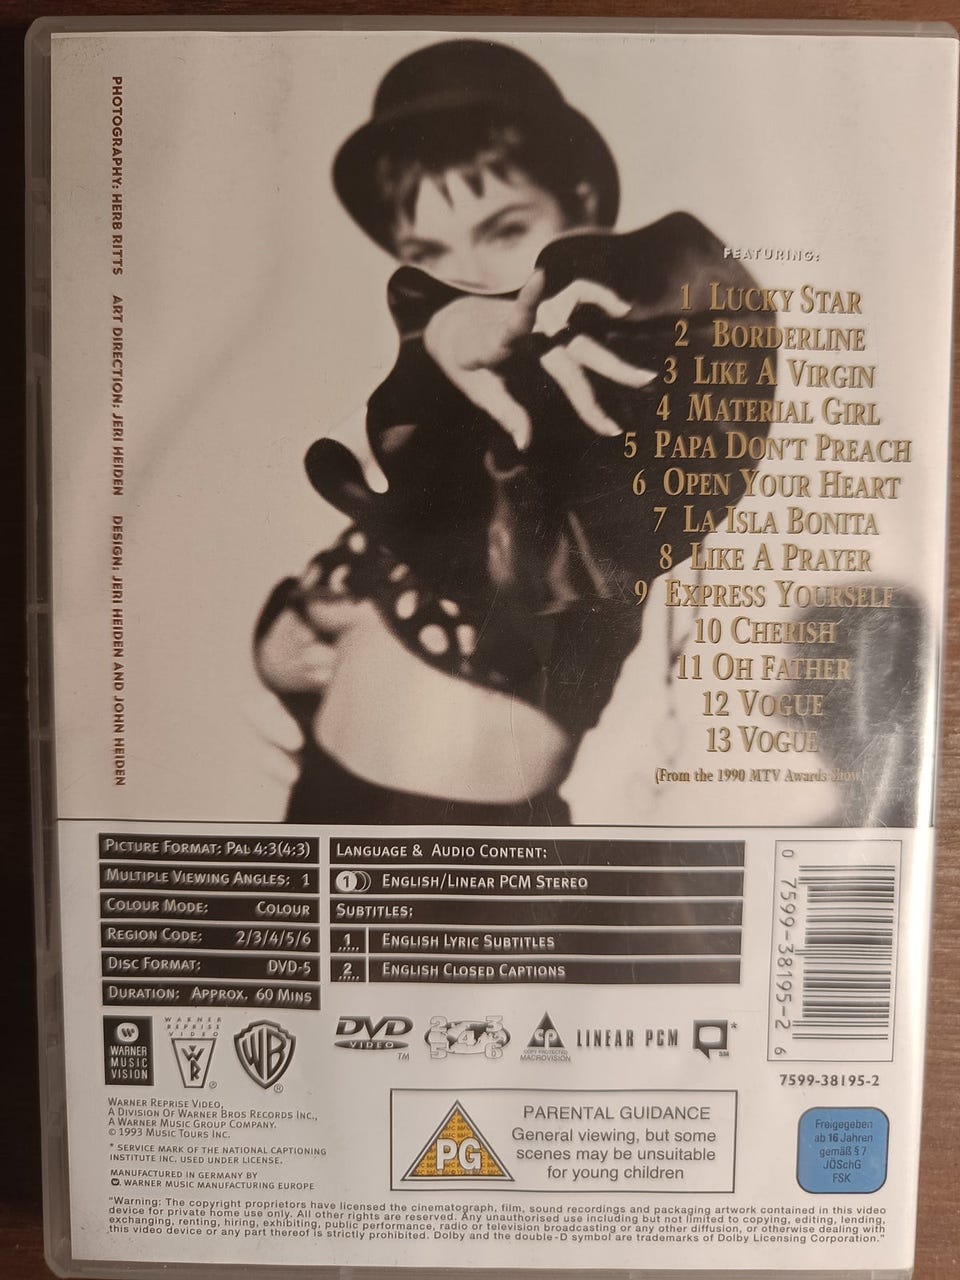 PHOTOGRAPHY: HERB RITTS ART DIRECTION: JERI HEIDEN DESIGN: JERI HEIDEN AND JOHN HEIDEN
FEATURING:
1 LUCKY STAR
2 BORDERLINE
3 LIKE A VIRGIN
4 MATERIAL GIRL
5 PAPA DON'T PREACH
6 OPEN YOUR HEART
7 LA ISLA BONITA
8 LIKE A PRAYER
9 EXPRESS YOURSELF
10 CHERISH
11 OH FATHER
12 VOGUE
13 VOGUE
(From the 1990 MTV Awards Show)
PICTURE FORMAT: PAL 4:3(4:3)
MULTIPLE VIEWING ANGLES: 1
COLOUR MODE: COLOUR
REGION CODE: 2/3/4/5/6
DISC FORMAT: DVD-5
DURATION: APPROX. 60 MINS
LANGUAGE & AUDIO CONTENT:
1 ENGLISH/LINEAR PCM STEREO
SUBTITLES:
1 ENGLISH LYRIC SUBTITLES
2 ENGLISH CLOSED CAPTIONS
0 7599-38195-2 6
7599-38195-2
WARNER MUSIC VISION
WARNER REPRISE VIDEO
WB
DVD VIDEO TM
2 3 4 5 6
COPY PROTECTED MACROVISION
LINEAR PCM
*
WARNER REPRISE VIDEO,
A DIVISION OF WARNER BROS RECORDS INC.,
A WARNER MUSIC GROUP COMPANY.
© 1993 MUSIC TOURS INC.
* SERVICE MARK OF THE NATIONAL CAPTIONING
INSTITUTE INC. USED UNDER LICENSE.
MANUFACTURED IN GERMANY BY
WARNER MUSIC MANUFACTURING EUROPE
PG
PARENTAL GUIDANCE
General viewing, but some
scenes may be unsuitable
for young children
Freigegeben
ab 16 Jahren
gemäß § 7
JÖSchG
FSK
"Warning: The copyright proprietors have licensed the cinematograph, film, sound recordings and packaging artwork contained in this video
device for private home use only. All other rights are reserved. Any unauthorised use including but not limited to copying, editing, lending,
exchanging, renting, hiring, exhibiting, public performance, radio or television broadcasting or any other diffusion, or otherwise dealing with
this video device or any part thereof is strictly prohibited. Dolby and the double-D symbol are trademarks of Dolby Licensing Corporation."